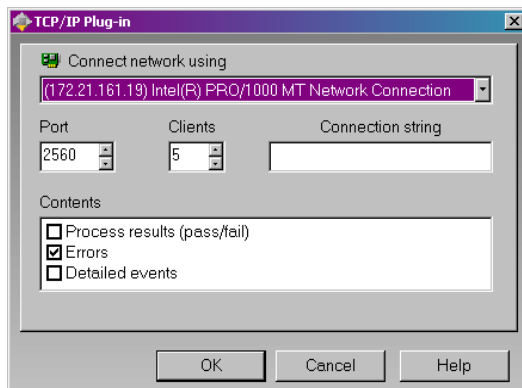 TCP/IP Plug-in
Connect network using
(172.21.161.19) Intel(R) PRO/1000 MT Network Connection
Port Clients Connection string
2560 5
Contents
Process results (pass/fail)
Errors
Detailed events
OK Cancel Help